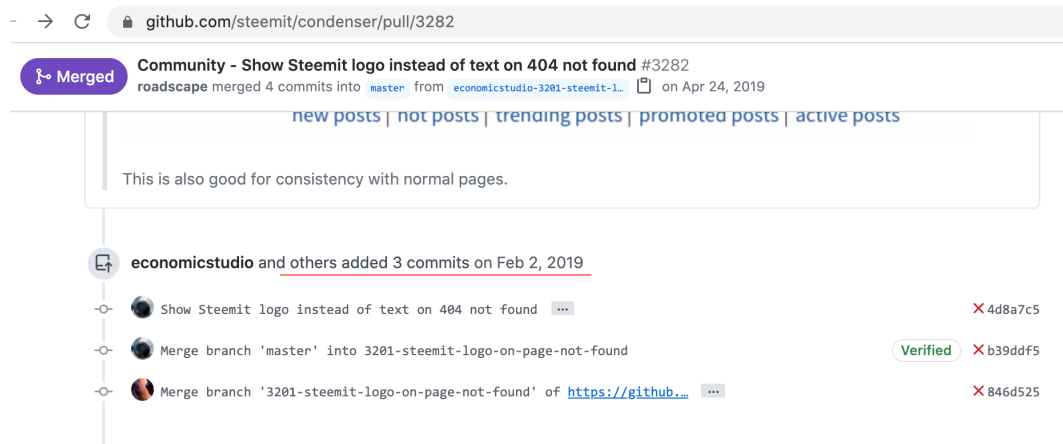 github.com/steemit/condenser/pull/3282
Merged
Community - Show Steemit logo instead of text on 404 not found #3282
roadscape merged 4 commits into master from economicstudio-3201-steemit-l… on Apr 24, 2019
new posts | hot posts | trending posts | promoted posts | active posts
This is also good for consistency with normal pages.
economicstudio and others added 3 commits on Feb 2, 2019
Show Steemit logo instead of text on 404 not found … 4d8a7c5
Merge branch 'master' into 3201-steemit-logo-on-page-not-found Verified b39ddf5
Merge branch '3201-steemit-logo-on-page-not-found' of https://github.… … 846d525